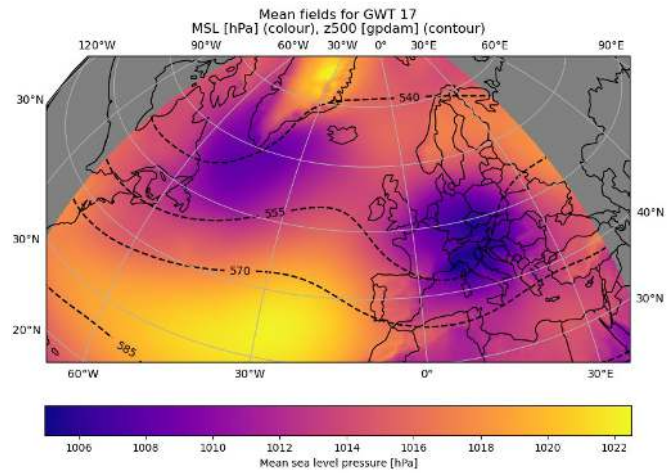 Mean fields for GWT 17
MSL [hPa] (colour), z500 [gpdam] (contour)
120°W 90°W 60°W 30°W 0° 30°E 60°E 90°E
30°N
540
555
40°N
30°N
570
30°N
20°N
585
60°W 30°W 0° 30°E
1006 1008 1010 1012 1014 1016 1018 1020 1022
Mean sea level pressure [hPa]